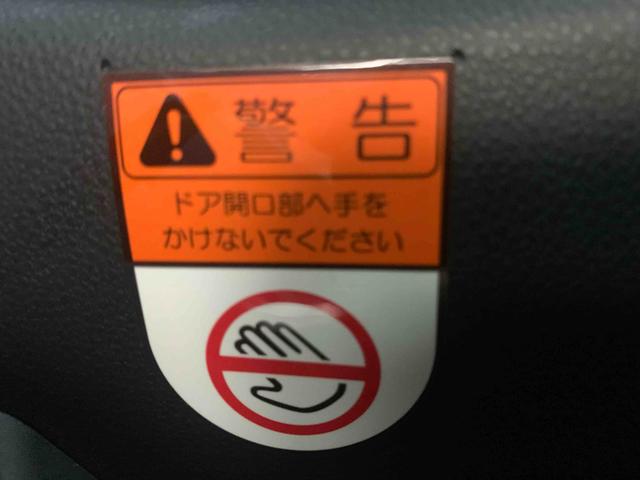 警告
ドア開口部へ手を
かけないでください